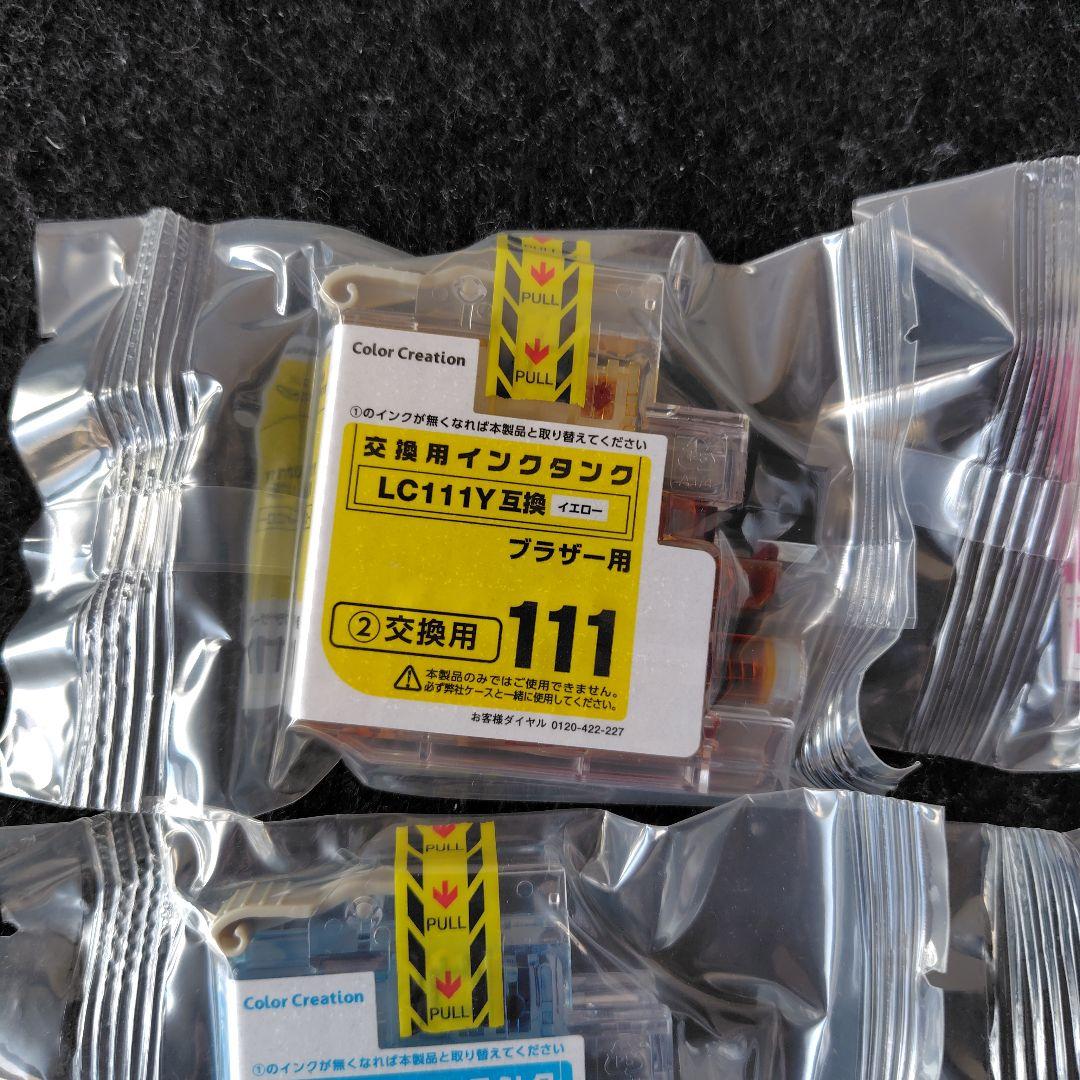 PULL
PULL
Color Creation
①のインクが無くなれば本製品と取り替えてください
交換用インクタンク
LC111Y互換 イエロー
ブラザー用
②交換用 111
本製品のみではご使用できません。
必ず弊社ケースと一緒に使用してください。
お客様ダイヤル 0120-422-227
PULL
PULL
PULL
Color Creation
①のインクが無くなれば本製品と取り替えてください